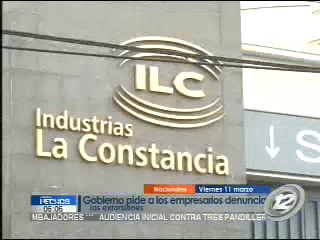 ILC
Industrias
La Constancia
S
Nacionales
Viernes 11 marzo
Gobierno pide a los empresarios denunciar
las extorsiones
HECHOS
06:06
12
MBAJADORES AUDIENCIA INICIAL CONTRA TRES PANDILLER